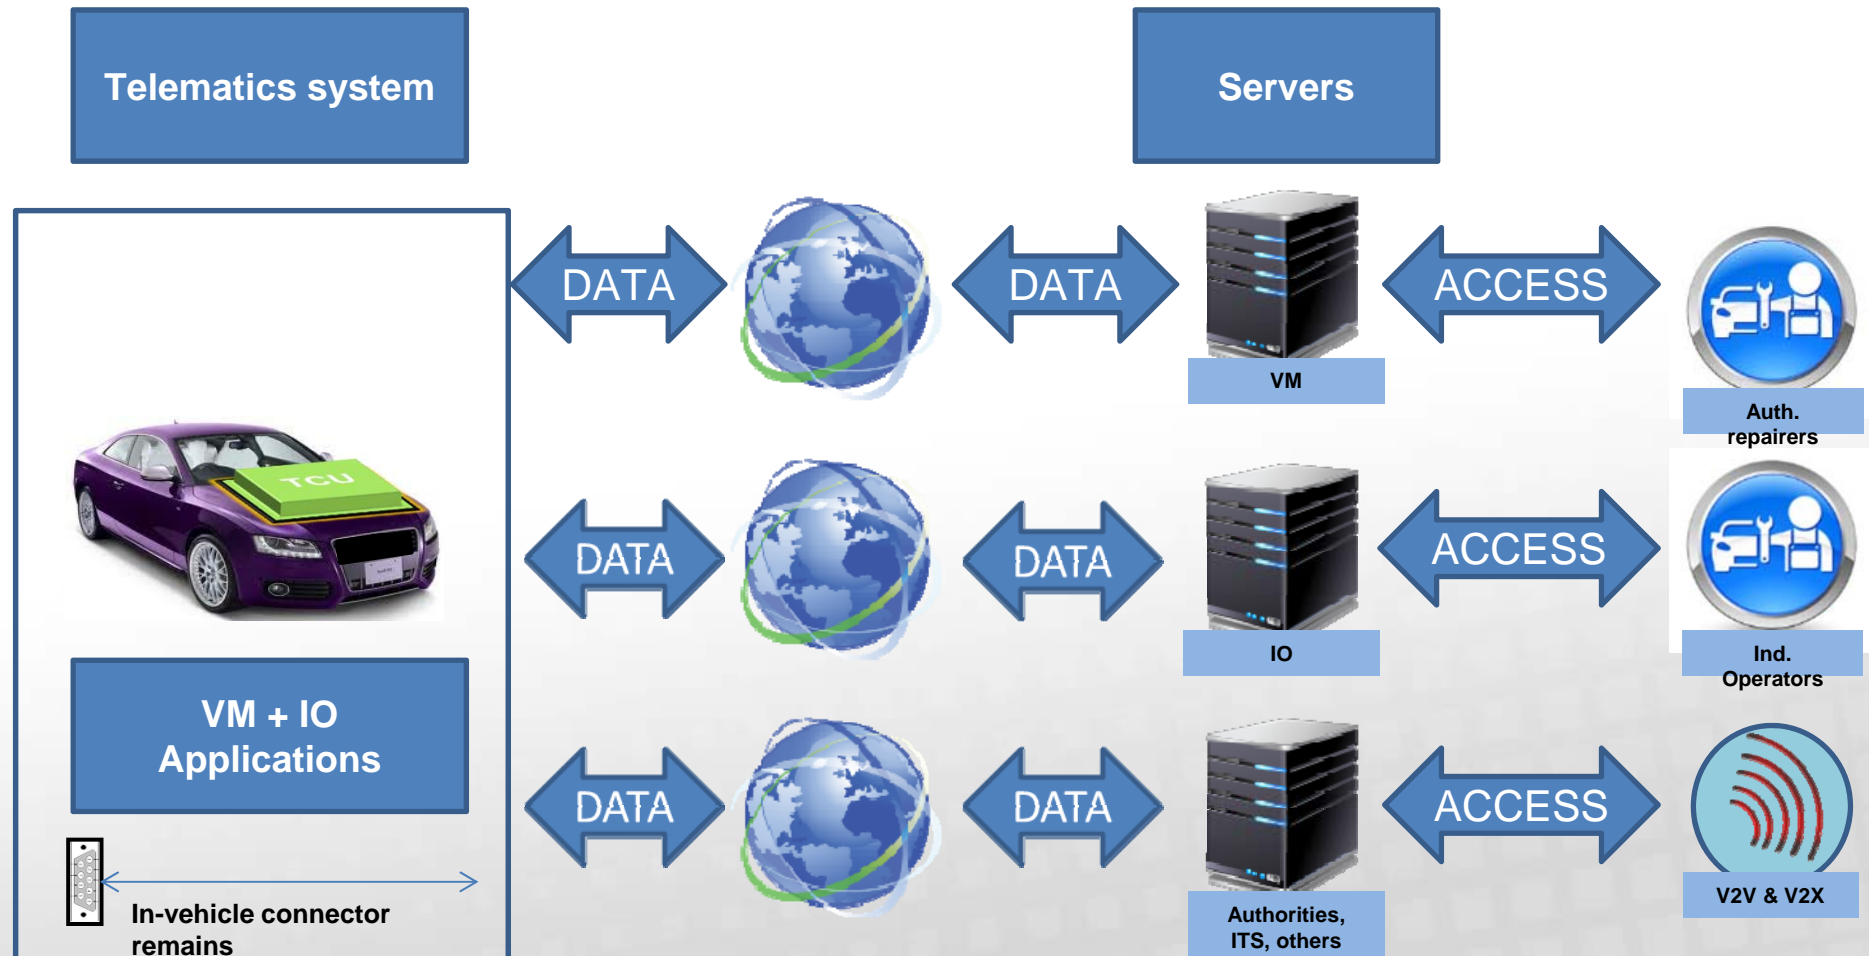 Telematics system
Servers
DATA
DATA
VM
ACCESS
Auth.
repairers
TCU
DATA
DATA
IO
ACCESS
Ind.
Operators
VM + IO
Applications
DATA
DATA
Authorities,
ITS, others
ACCESS
V2V & V2X
In-vehicle connector
remains